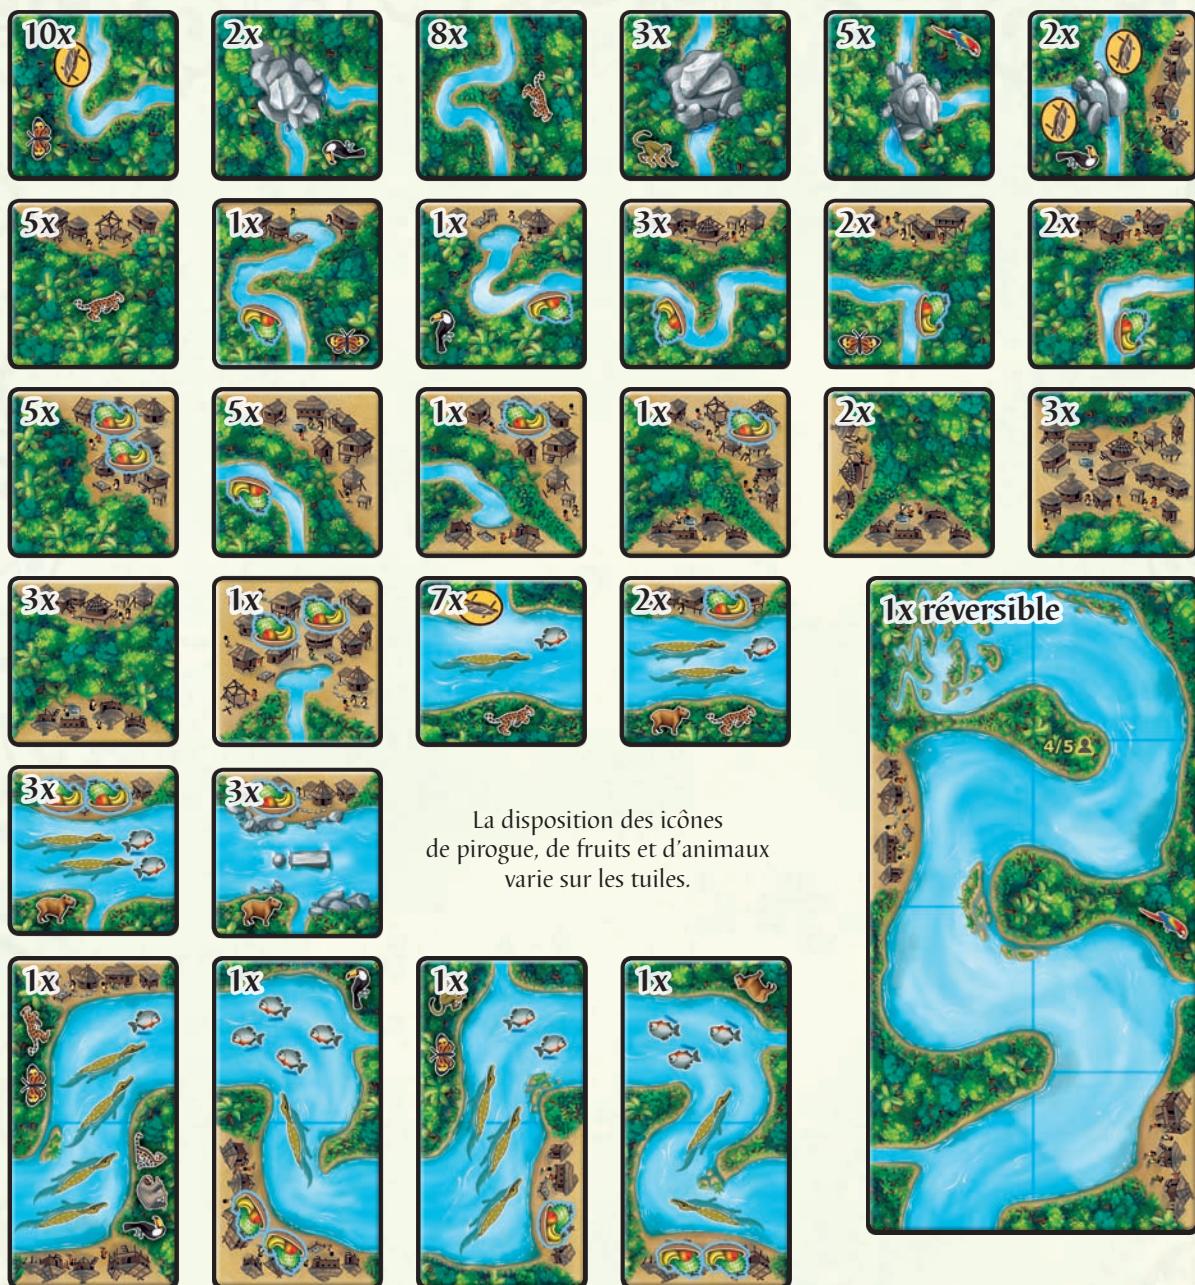 10x 2x 8x 3x 5x 2x
5x 1x 1x 3x 2x 2x
5x 5x 1x 1x 2x 3x
3x 1x 7x 2x 1x réversible
4/5
3x 3x
La disposition des icônes
de pirogue, de fruits et d'animaux
varie sur les tuiles.
1x 1x 1x 1x